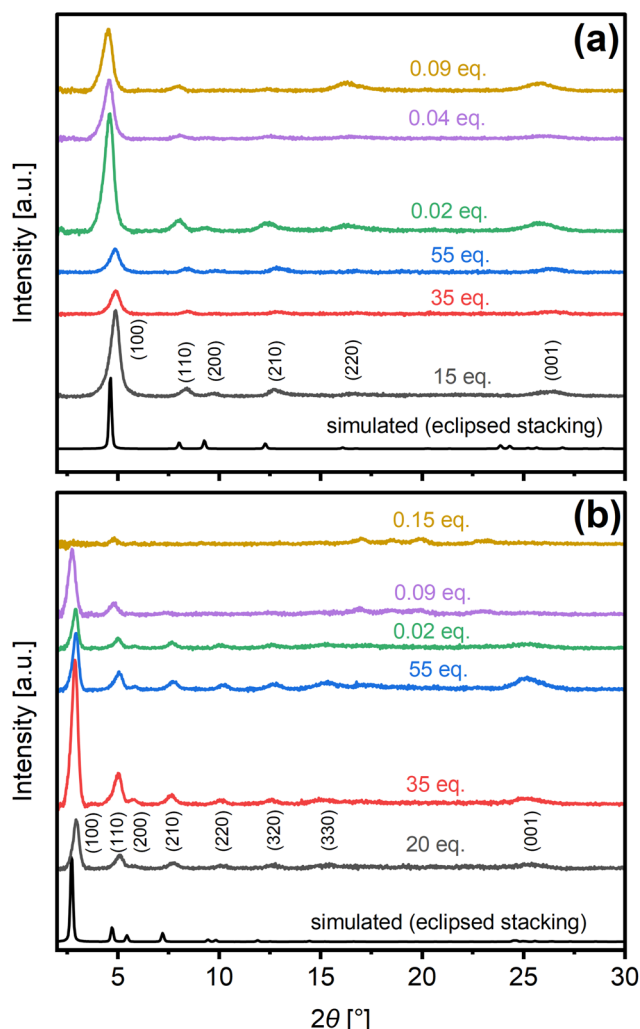 (a)
0.09 eq.
0.04 eq.
0.02 eq.
55 eq.
35 eq.
(100)
(110)
(200)
(210)
(220)
(001)
15 eq.
simulated (eclipsed stacking)
Intensity [a.u.]
(b)
0.15 eq.
0.09 eq.
0.02 eq.
55 eq.
35 eq.
(100)
(110)
(200)
(210)
(220)
(320)
(330)
(001)
20 eq.
simulated (eclipsed stacking)
Intensity [a.u.]
5 10 15 20 25 30
2θ [°]